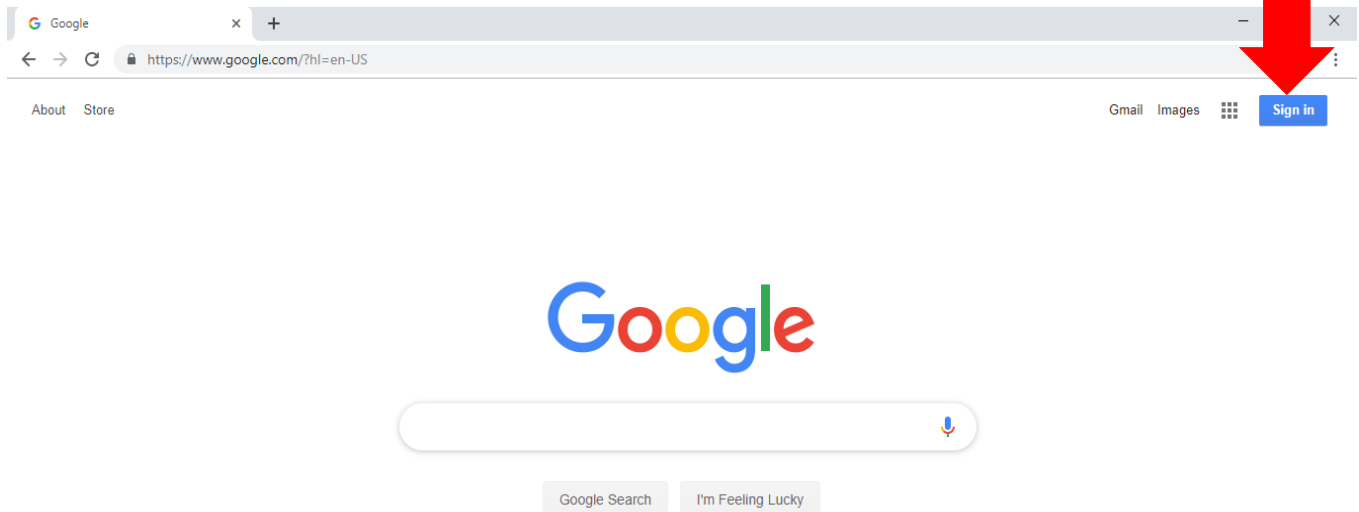 Google
https://www.google.com/?hl=en-US
About Store Gmail Images Sign in
Google
Google Search I'm Feeling Lucky